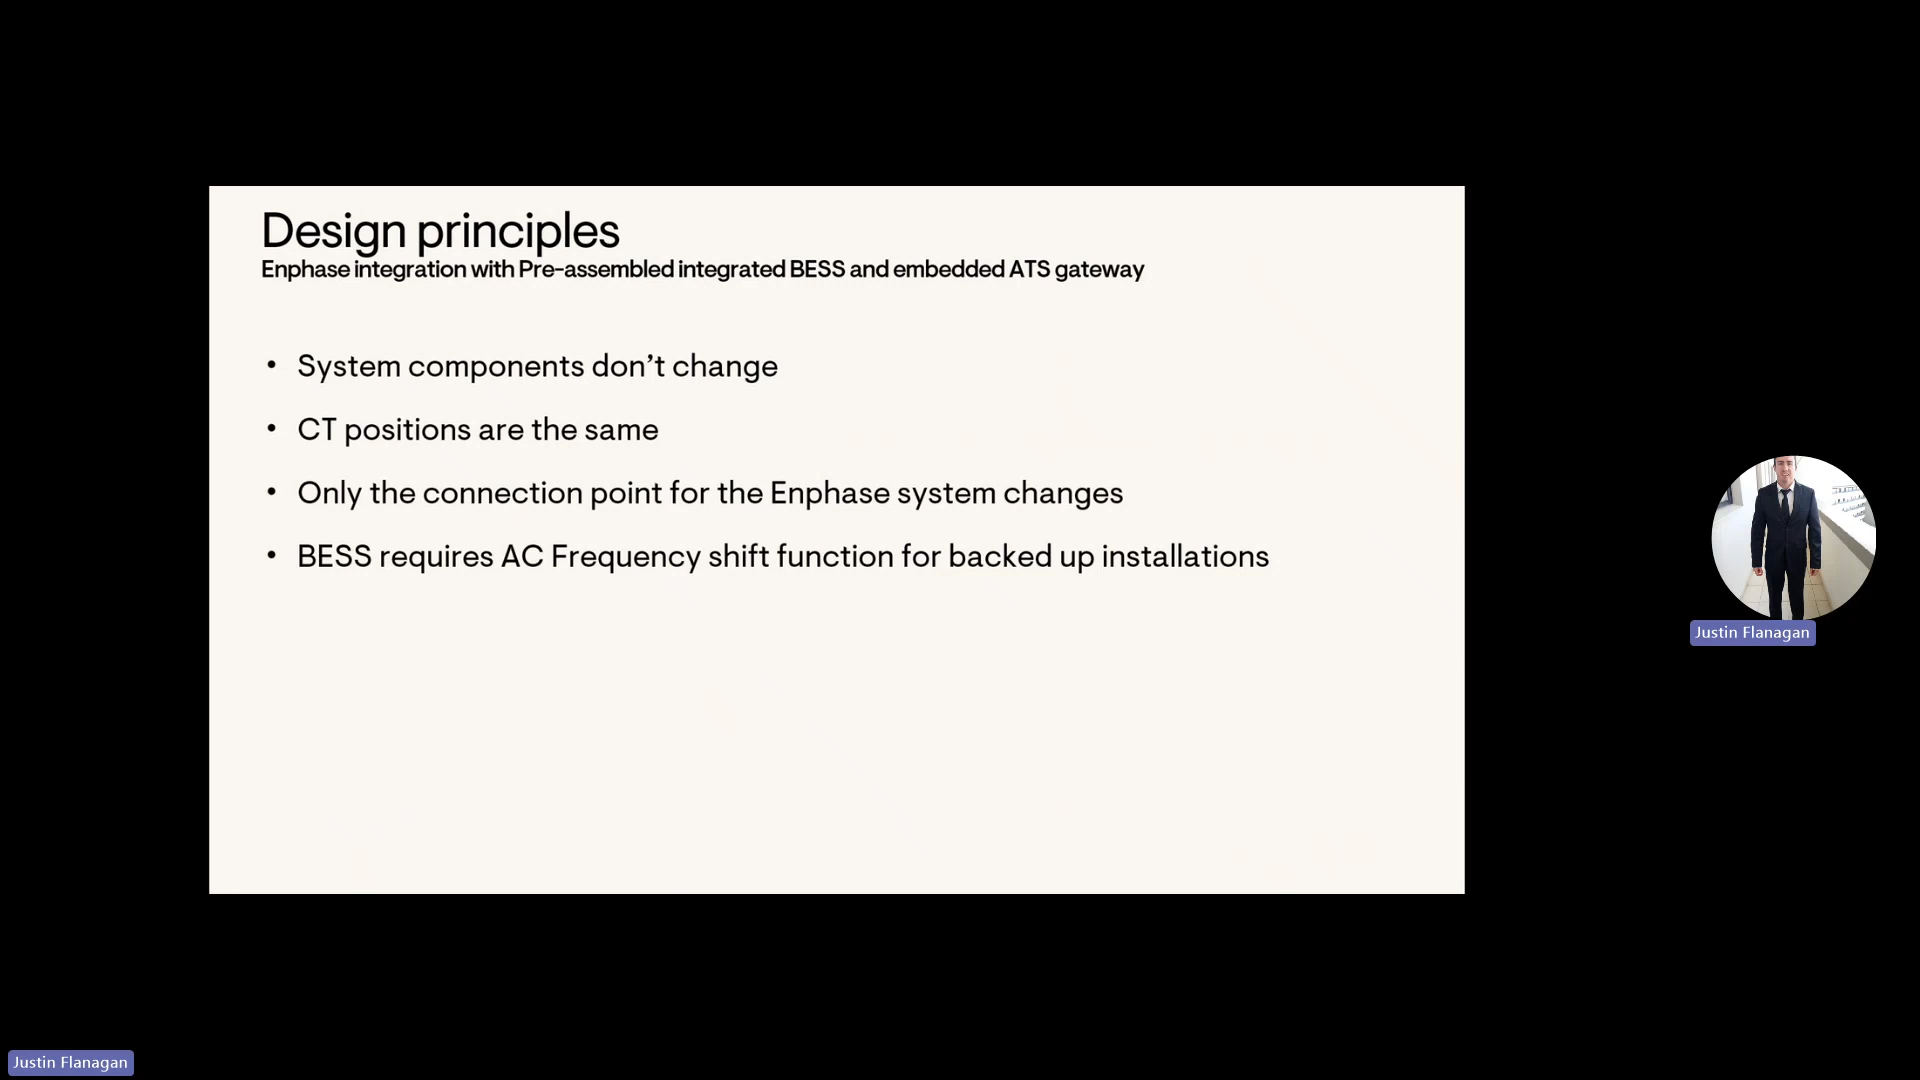 Design principles
Enphase integration with Pre-assembled integrated BESS and embedded ATS gateway
• System components don’t change
• CT positions are the same
• Only the connection point for the Enphase system changes
• BESS requires AC Frequency shift function for backed up installations
Justin Flanagan
Justin Flanagan